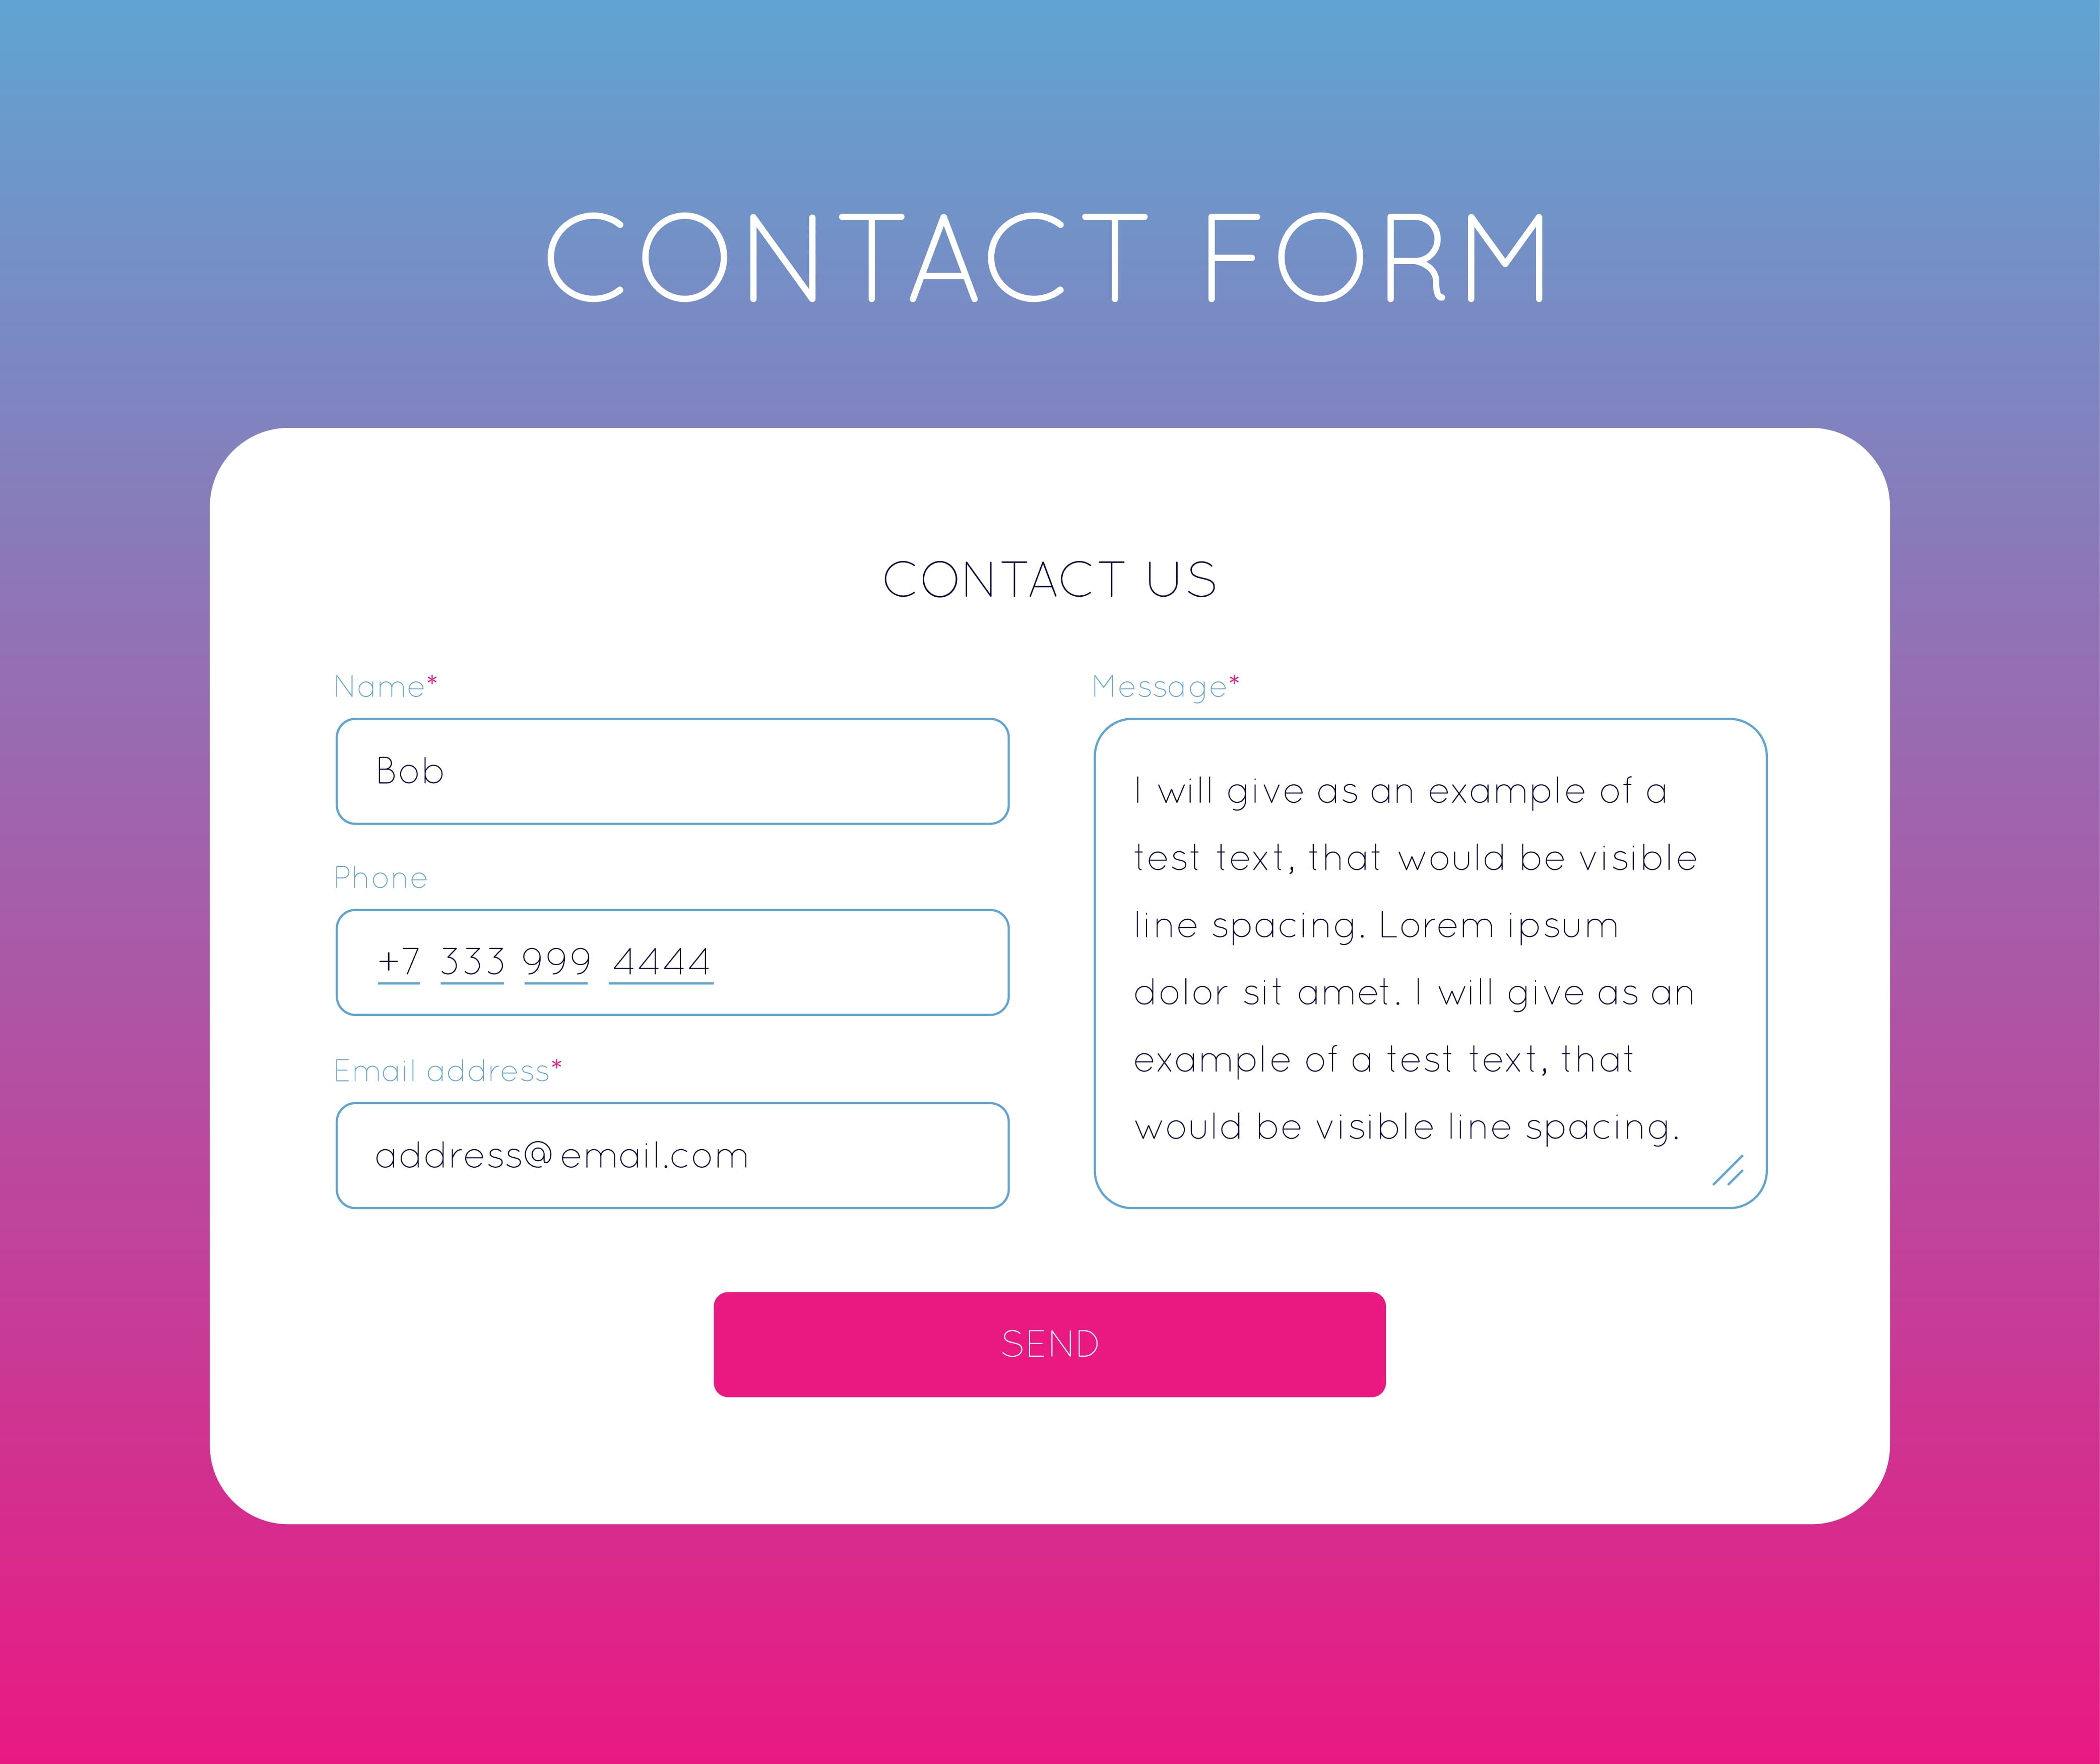 CONTACT FORM
CONTACT US
Name*
Bob
Phone
+7 333 999 4444
Email address*
address@email.com
Message*
I will give as an example of a
test text, that would be visible
line spacing. Lorem ipsum
dolor sit amet. I will give as an
example of a test text, that
would be visible line spacing.
SEND